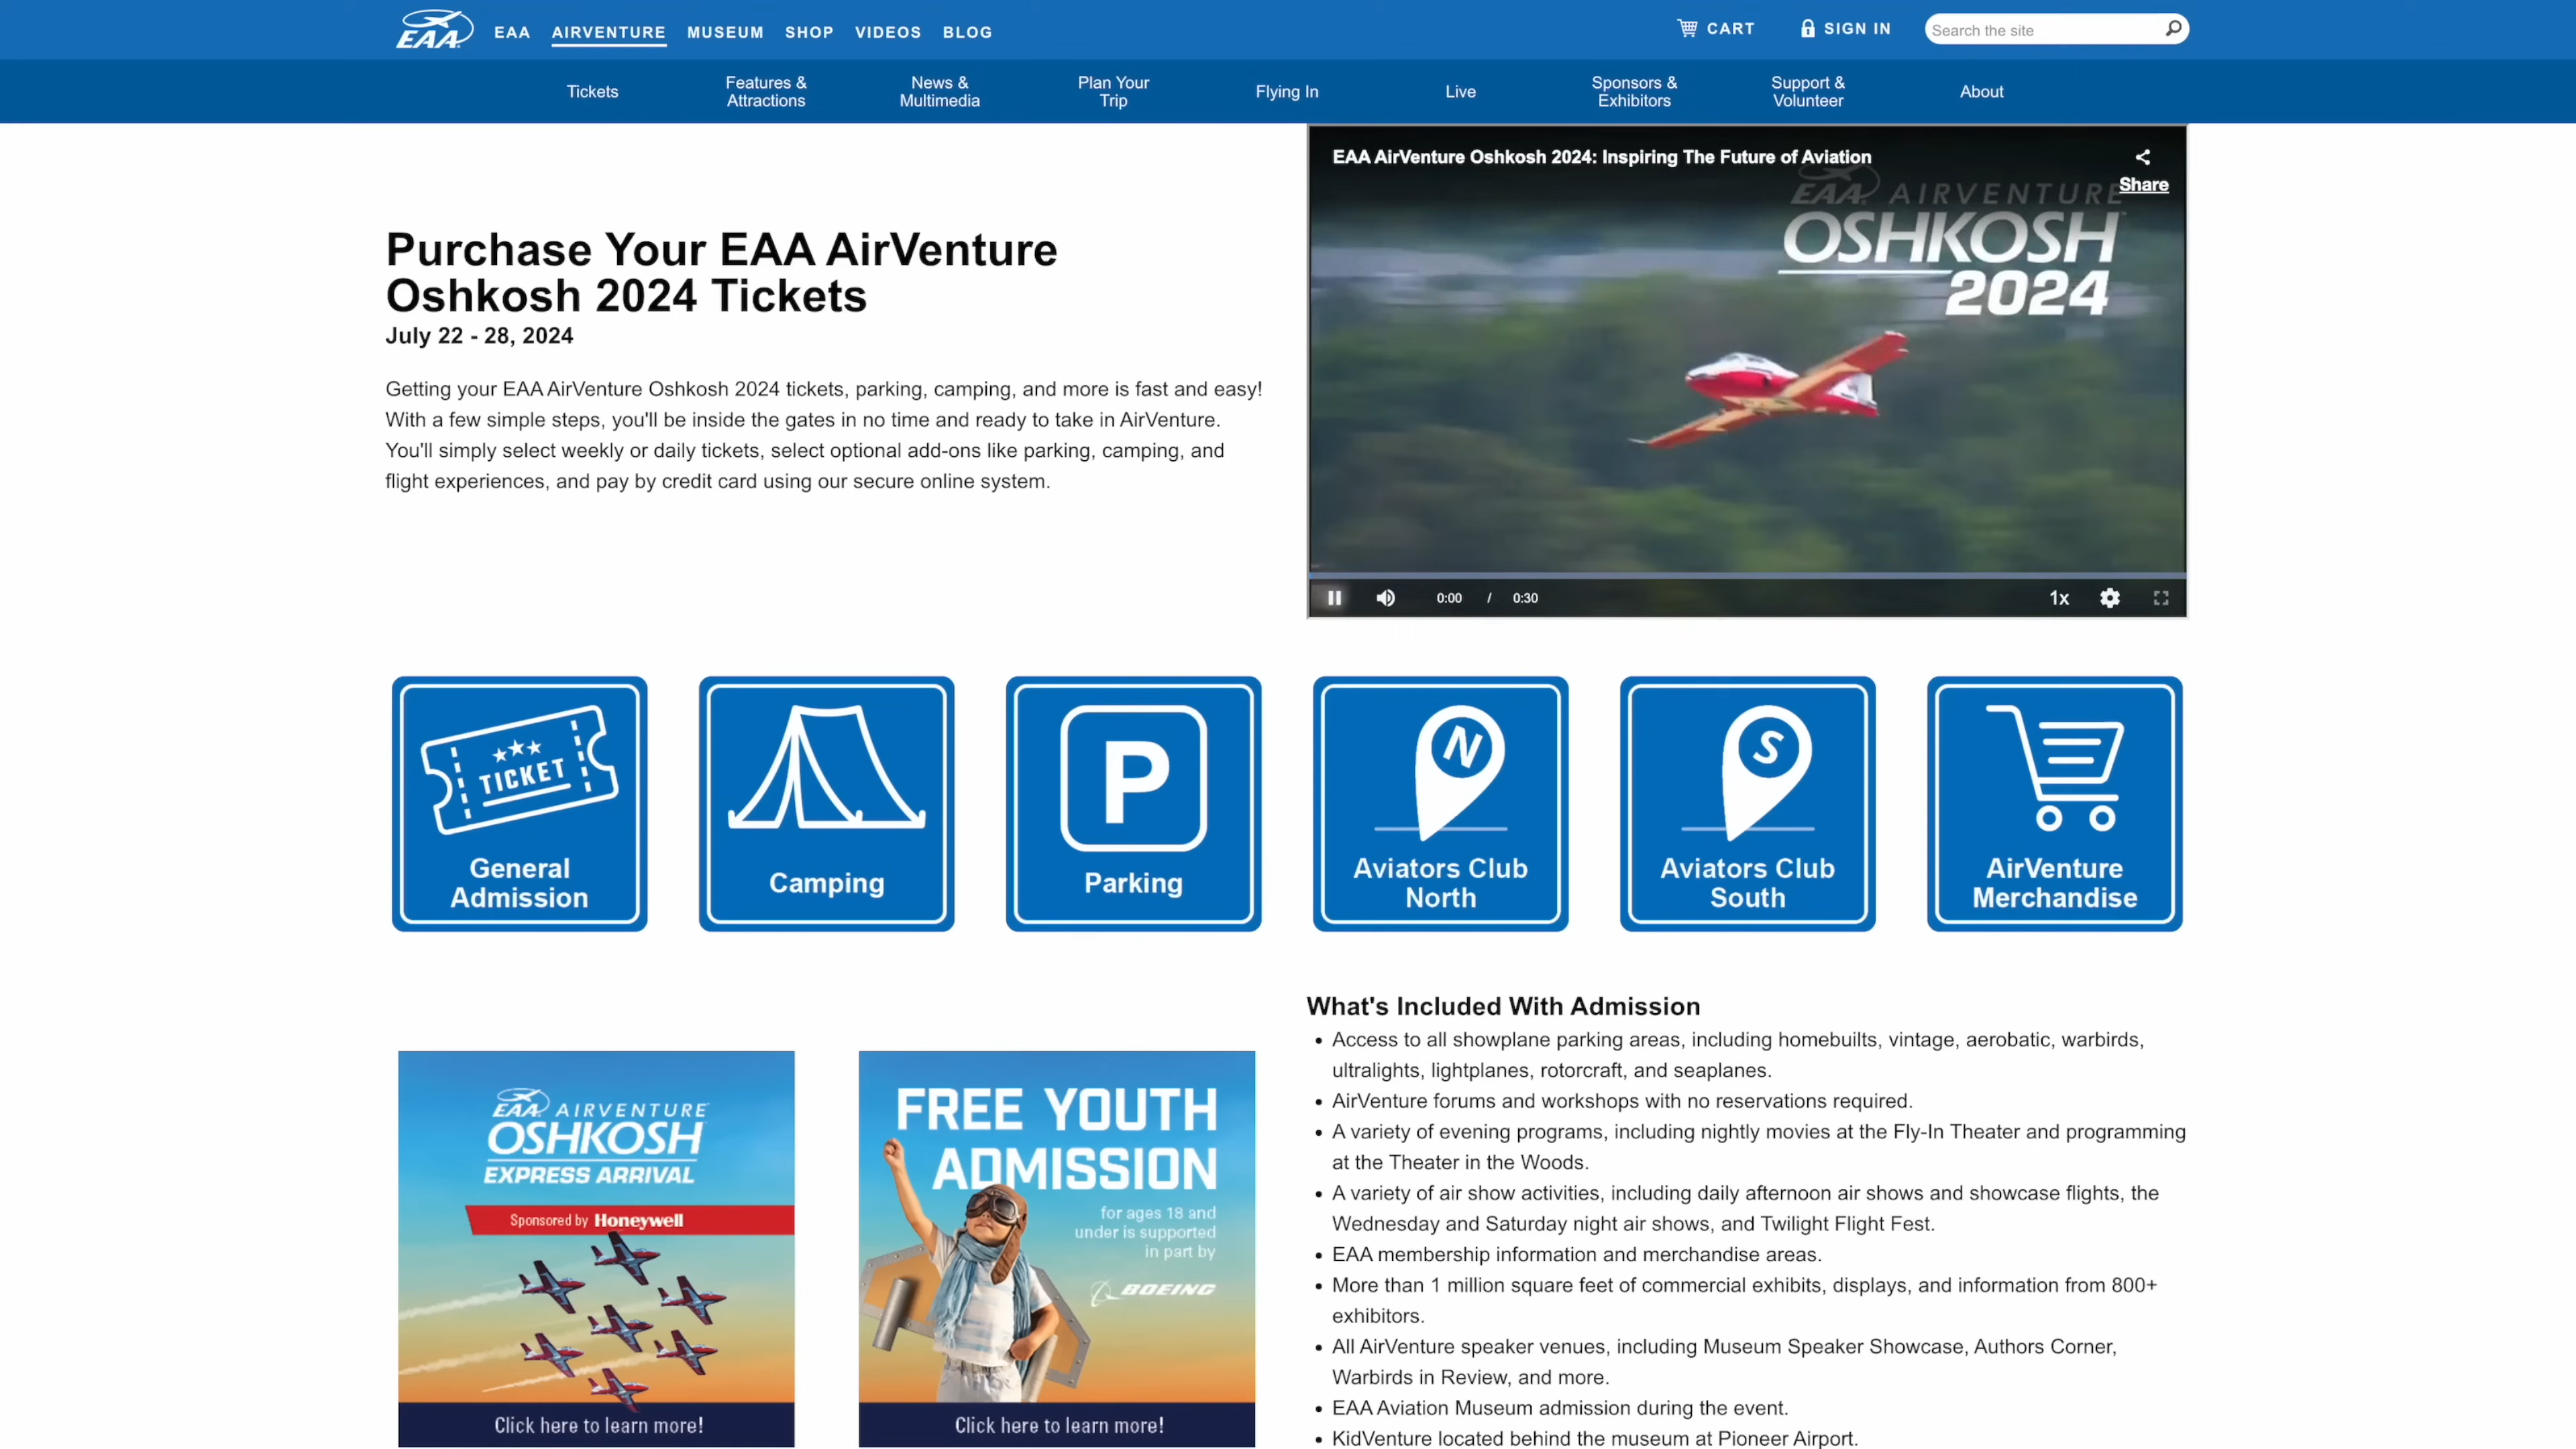 EAA
EAA AIRVENTURE MUSEUM SHOP VIDEOS BLOG
CART
SIGN IN
Search the site
Tickets
Features &
Attractions
News &
Multimedia
Plan Your
Trip
Flying In
Live
Sponsors &
Exhibitors
Support &
Volunteer
About
Purchase Your EAA AirVenture
Oshkosh 2024 Tickets
July 22 - 28, 2024
Getting your EAA AirVenture Oshkosh 2024 tickets, parking, camping, and more is fast and easy!
With a few simple steps, you'll be inside the gates in no time and ready to take in AirVenture.
You'll simply select weekly or daily tickets, select optional add-ons like parking, camping, and
flight experiences, and pay by credit card using our secure online system.
EAA AirVenture Oshkosh 2024: Inspiring The Future of Aviation
Share
EAA AIRVENTURE
OSHKOSH
2024
0:00 / 0:30
1x
TICKET
General
Admission
Camping
P
Parking
N
Aviators Club
North
S
Aviators Club
South
AirVenture
Merchandise
EAA AIRVENTURE
OSHKOSH
EXPRESS ARRIVAL
Sponsored by Honeywell
Click here to learn more!
FREE YOUTH
ADMISSION
for ages 18 and
under is supported
in part by
BOEING
Click here to learn more!
What's Included With Admission
• Access to all showplane parking areas, including homebuilts, vintage, aerobatic, warbirds,
ultralights, lightplanes, rotorcraft, and seaplanes.
• AirVenture forums and workshops with no reservations required.
• A variety of evening programs, including nightly movies at the Fly-In Theater and programming
at the Theater in the Woods.
• A variety of air show activities, including daily afternoon air shows and showcase flights, the
Wednesday and Saturday night air shows, and Twilight Flight Fest.
• EAA membership information and merchandise areas.
• More than 1 million square feet of commercial exhibits, displays, and information from 800+
exhibitors.
• All AirVenture speaker venues, including Museum Speaker Showcase, Authors Corner,
Warbirds in Review, and more.
• EAA Aviation Museum admission during the event.
• KidVenture located behind the museum at Pioneer Airport.